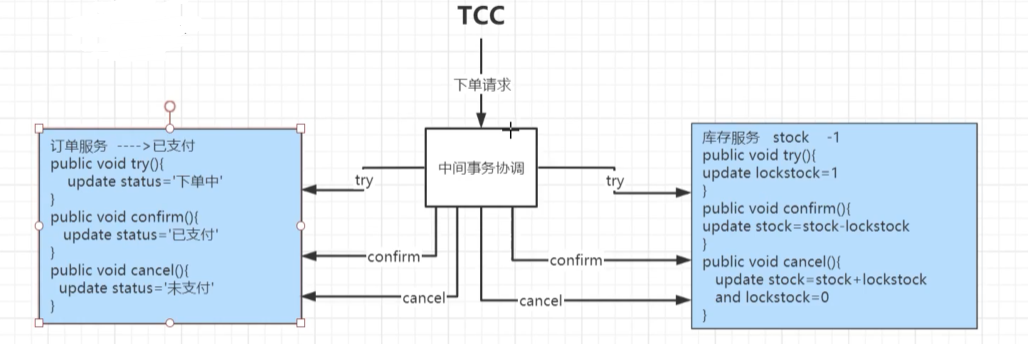 TCC
下单请求
订单服务 ---->已支付
public void try(){
update status='下单中'
}
public void confirm(){
update status='已支付'
}
public void cancel(){
update status='未支付'
}
try
confirm
cancel
中间事务协调
try
confirm
cancel
库存服务 stock -1
public void try(){
update lockstock=1
}
public void confirm(){
update stock=stock-lockstock
}
public void cancel(){
update stock=stock+lockstock
and lockstock=0
}